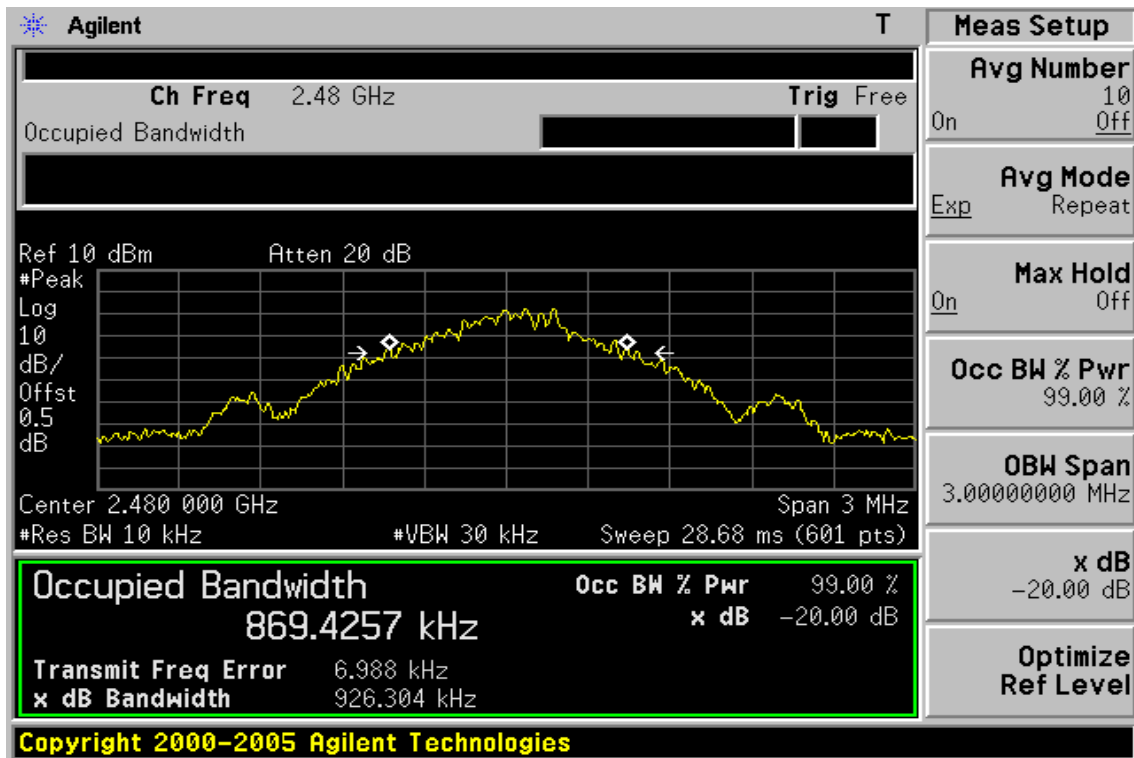 Agilent T
Ch Freq 2.48 GHz Trig Free
Occupied Bandwidth
Ref 10 dBm Atten 20 dB
#Peak
Log
10
dB/
Offst
0.5
dB
Center 2.480 000 GHz Span 3 MHz
#Res BW 10 kHz #VBW 30 kHz Sweep 28.68 ms (601 pts)
Occupied Bandwidth
869.4257 kHz
Occ BW % Pwr 99.00 %
x dB -20.00 dB
Transmit Freq Error 6.988 kHz
x dB Bandwidth 926.304 kHz
Copyright 2000-2005 Agilent Technologies
Meas Setup
Avg Number
10
On Off
Avg Mode
Exp Repeat
Max Hold
On Off
Occ BW % Pwr
99.00 %
OBW Span
3.00000000 MHz
x dB
-20.00 dB
Optimize
Ref Level